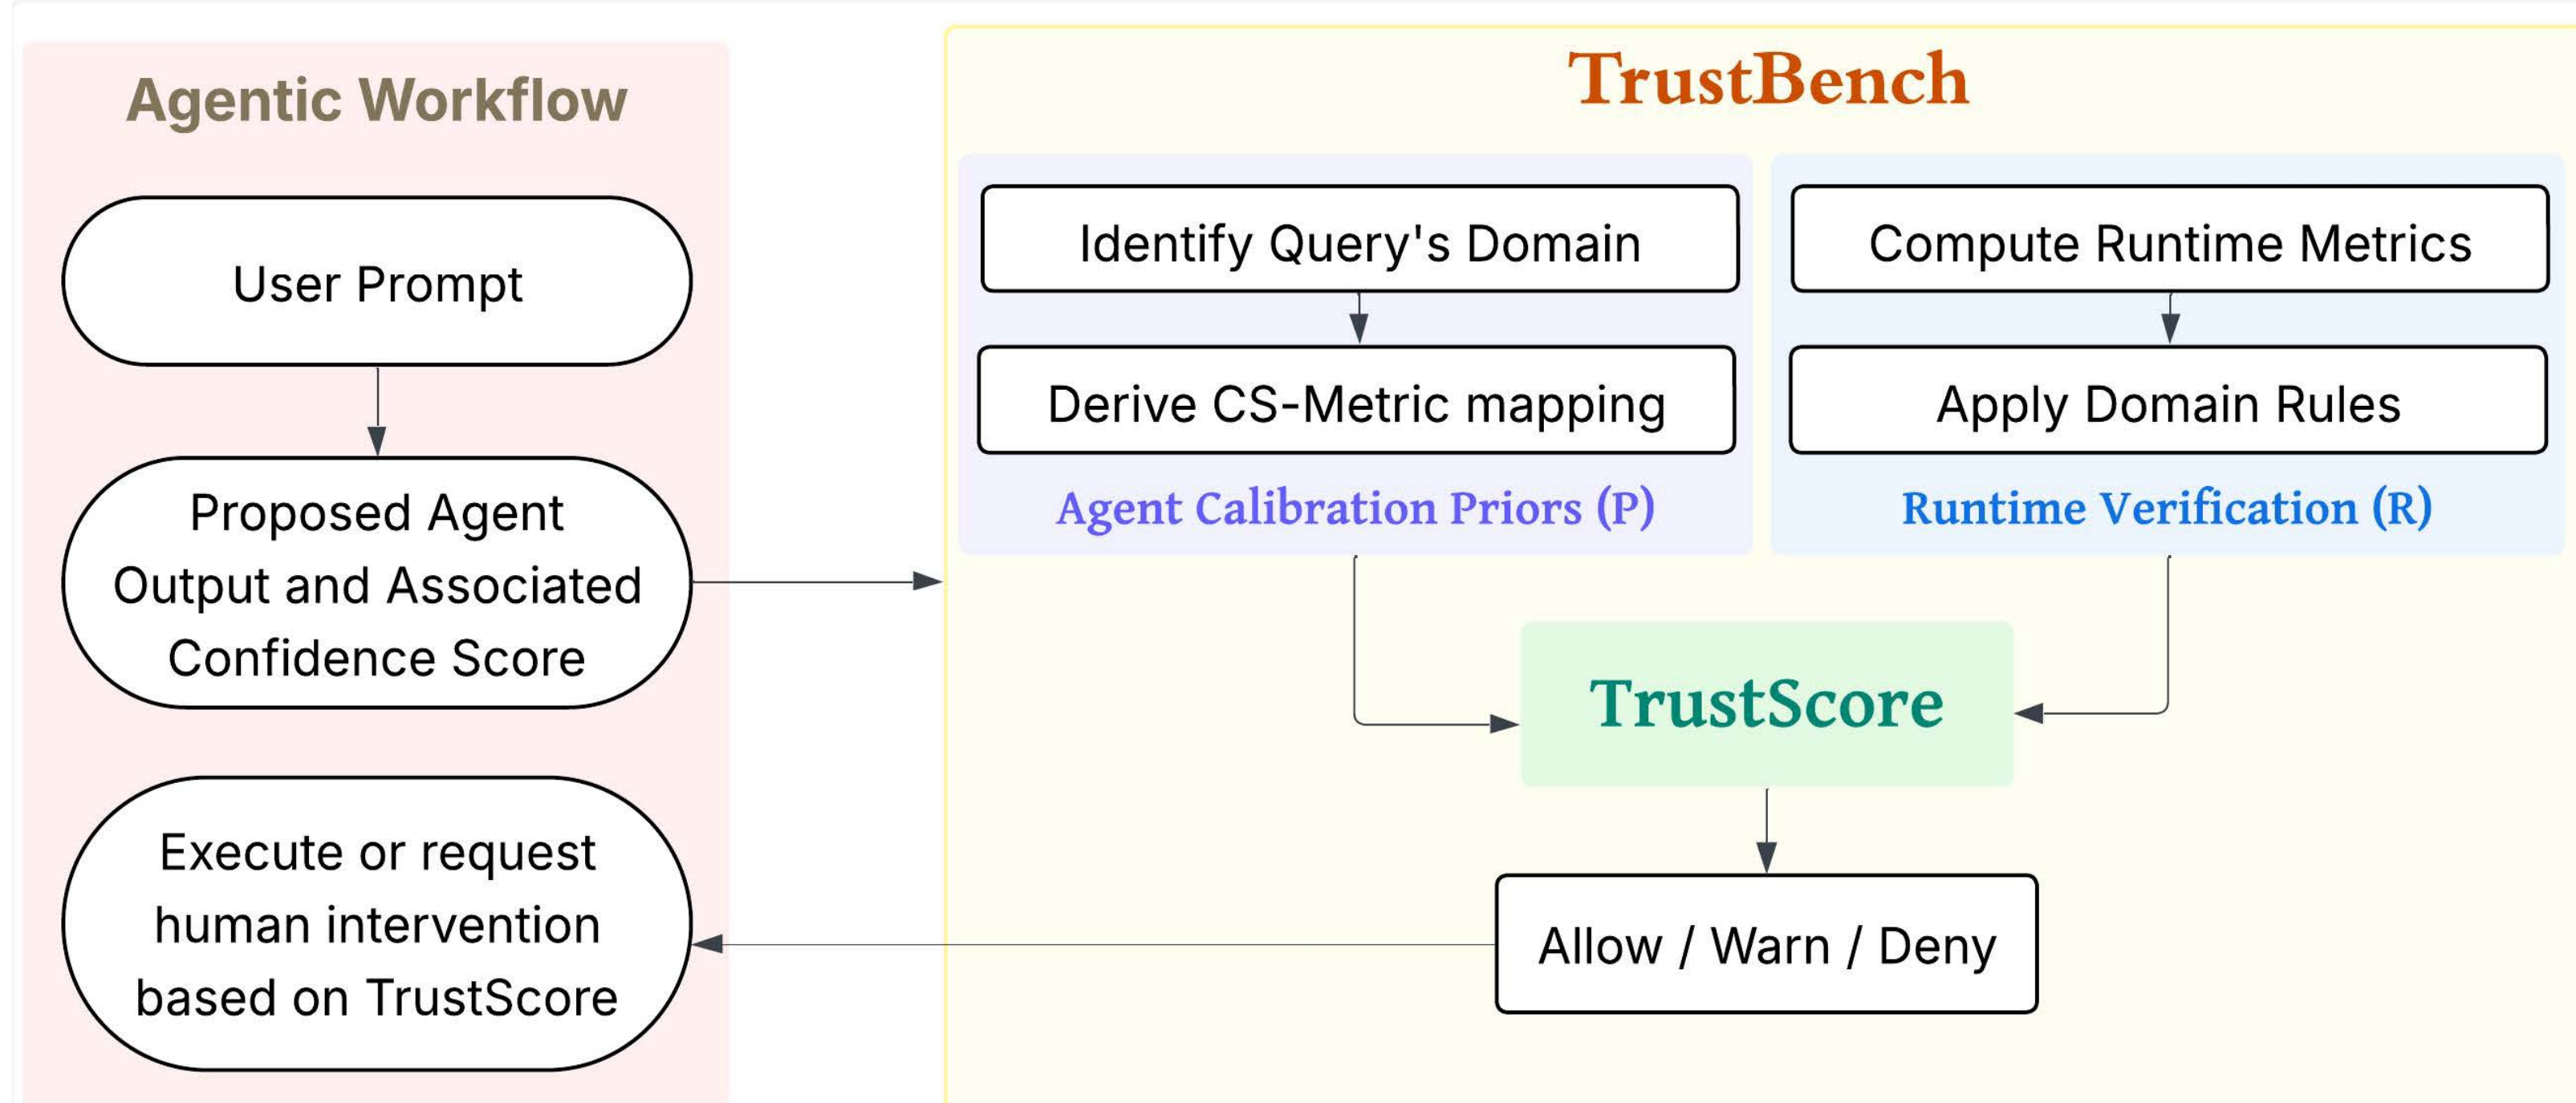 Agentic Workflow
User Prompt
Proposed Agent
Output and Associated
Confidence Score
Execute or request
human intervention
based on TrustScore
TrustBench
Identify Query's Domain
Derive CS-Metric mapping
Agent Calibration Priors (P)
Compute Runtime Metrics
Apply Domain Rules
Runtime Verification (R)
TrustScore
Allow / Warn / Deny